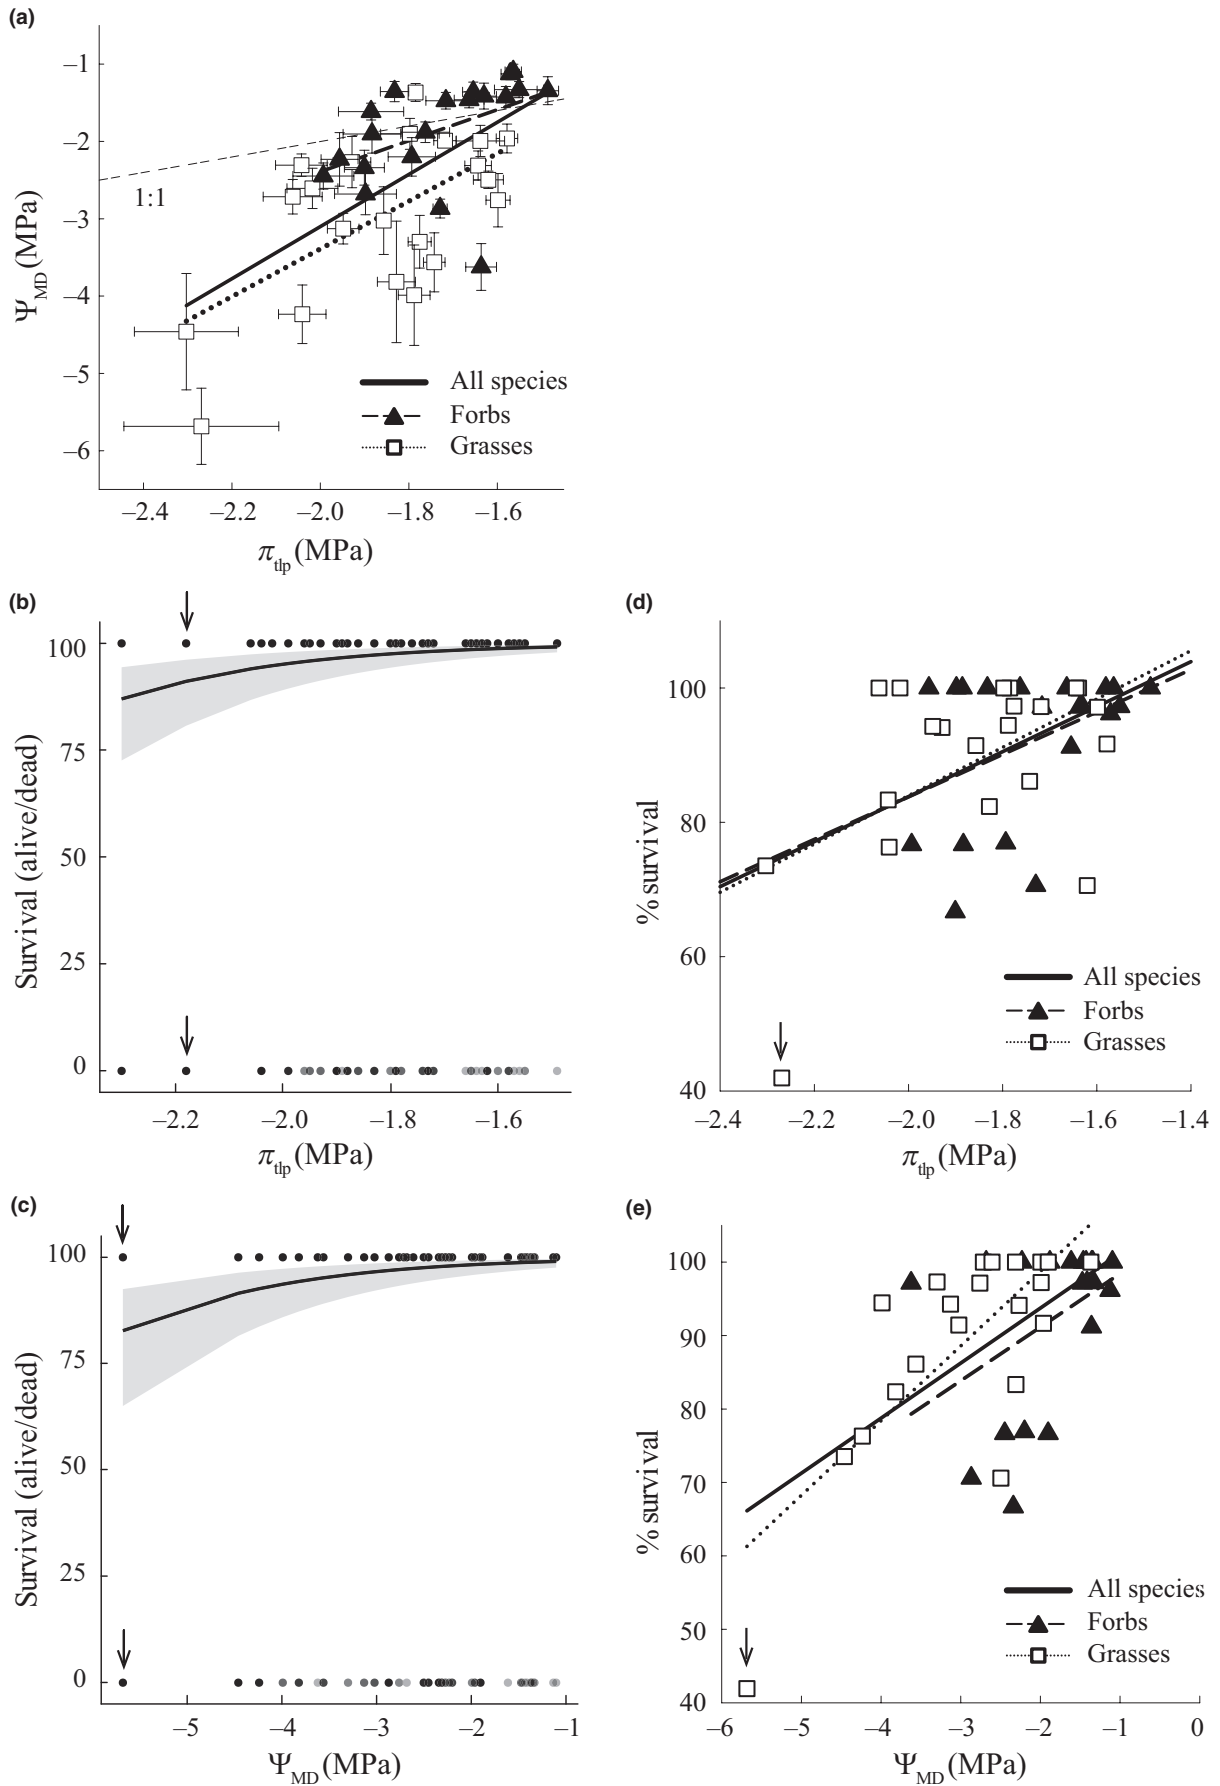 (a)
−1
−2
−3
−4
−5
−6
Ψ_MD (MPa)
1:1
All species
Forbs
Grasses
−2.4 −2.2 −2.0 −1.8 −1.6
π_tlp (MPa)
(b)
100
75
50
25
0
Survival (alive/dead)
−2.2 −2.0 −1.8 −1.6
π_tlp (MPa)
(d)
100
80
60
40
% survival
All species
Forbs
Grasses
−2.4 −2.2 −2.0 −1.8 −1.6 −1.4
π_tlp (MPa)
(c)
100
75
50
25
0
Survival (alive/dead)
−5 −4 −3 −2 −1
Ψ_MD (MPa)
(e)
100
90
80
70
60
50
40
% survival
All species
Forbs
Grasses
−6 −5 −4 −3 −2 −1 0
Ψ_MD (MPa)